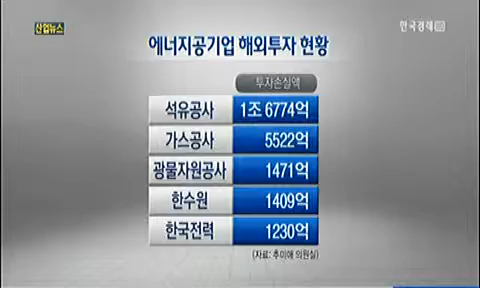 산업뉴스
한국경제
에너지공기업 해외투자 현황
투자손실액
석유공사 1조 6774억
가스공사 5522억
광물자원공사 1471억
한수원 1409억
한국전력 1230억
(자료: 추미애 의원실)